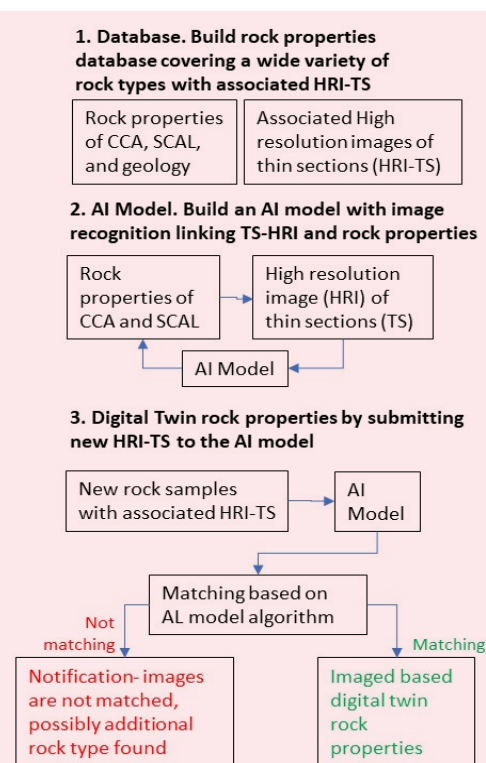 1. Database. Build rock properties
database covering a wide variety of
rock types with associated HRI-TS
Rock properties
of CCA, SCAL,
and geology
Associated High
resolution images of
thin sections (HRI-TS)
2. AI Model. Build an AI model with image
recognition linking TS-HRI and rock properties
Rock
properties of
CCA and SCAL
High resolution
image (HRI) of
thin sections (TS)
AI Model
3. Digital Twin rock properties by submitting
new HRI-TS to the AI model
New rock samples
with associated HRI-TS
AI
Model
Matching based on
AL model algorithm
Not
matching
Matching
Notification- images
are not matched,
possibly additional
rock type found
Imaged based
digital twin
rock
properties